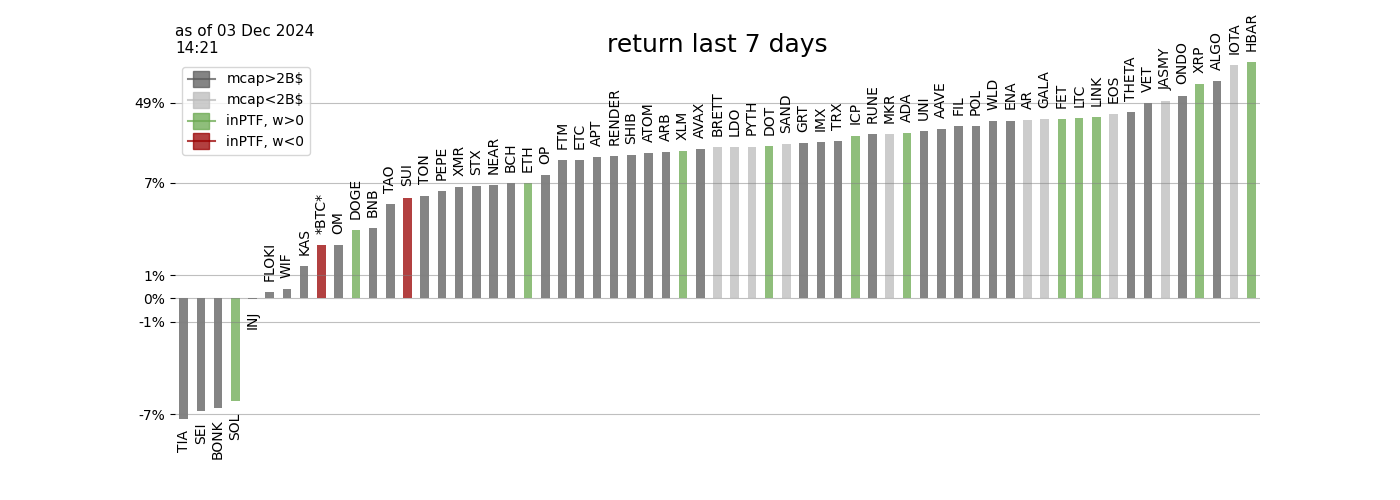 as of 03 Dec 2024
14:21
return last 7 days
mcap>2B$
mcap<2B$
inPTF, w>0
inPTF, w<0
49%
7%
1%
0%
-1%
-7%
TIA
SEI
BONK
SOL
INJ
FLOKI
WIF
KAS
*BTC*
OM
DOGE
BNB
TAO
SUI
TON
PEPE
XMR
STX
NEAR
BCH
ETH
OP
FTM
ETC
APT
RENDER
SHIB
ATOM
ARB
XLM
AVAX
BRETT
LDO
PYTH
DOT
SAND
GRT
IMX
TRX
ICP
RUNE
MKR
ADA
UNI
AAVE
FIL
POL
WLD
ENA
AR
GALA
FET
LTC
LINK
EOS
THETA
VET
JASMY
ONDO
XRP
ALGO
IOTA
HBAR